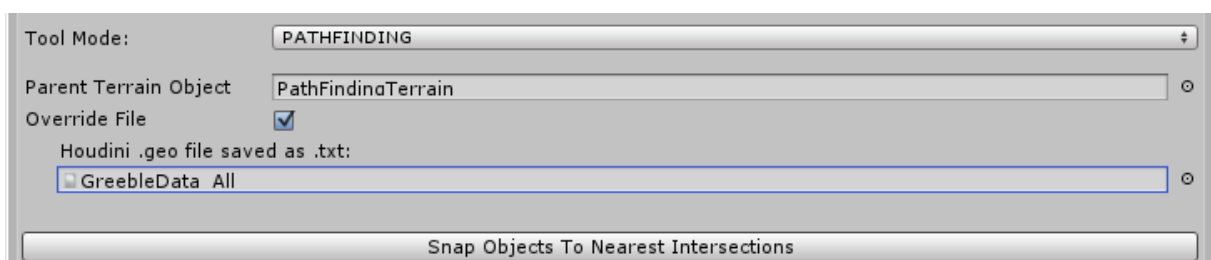 Tool Mode: PATHFINDING
Parent Terrain Object PathFindingTerrain
Override File
Houdini .geo file saved as .txt:
GreebleData_All
Snap Objects To Nearest Intersections